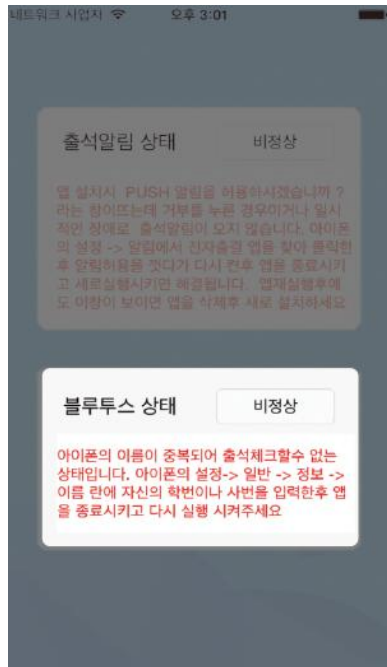 네트워크 사업자
오후 3:01
출석알림 상태
비정상
앱 설치시 PUSH 알림을 허용하시겠습니까 ?
라는 창이뜨는데 거부를 누른 경우이거나 일시
적인 장애로 출석알림이 오지 않습니다. 아이폰
의 설정 -> 알림에서 전자출결 앱을 찾아 클릭한
후 알림허용을 껏다가 다시 켠후 앱을 종료시키
고 새로실행시키면 해결됩니다. 앱재실행후에
도 이창이 보이면 앱을 삭제후 새로 설치하세요
블루투스 상태
비정상
아이폰의 이름이 중복되어 출석체크할수 없는
상태입니다. 아이폰의 설정-> 일반 -> 정보 ->
이름 란에 자신의 학번이나 사번을 입력한후 앱
을 종료시키고 다시 실행 시켜주세요